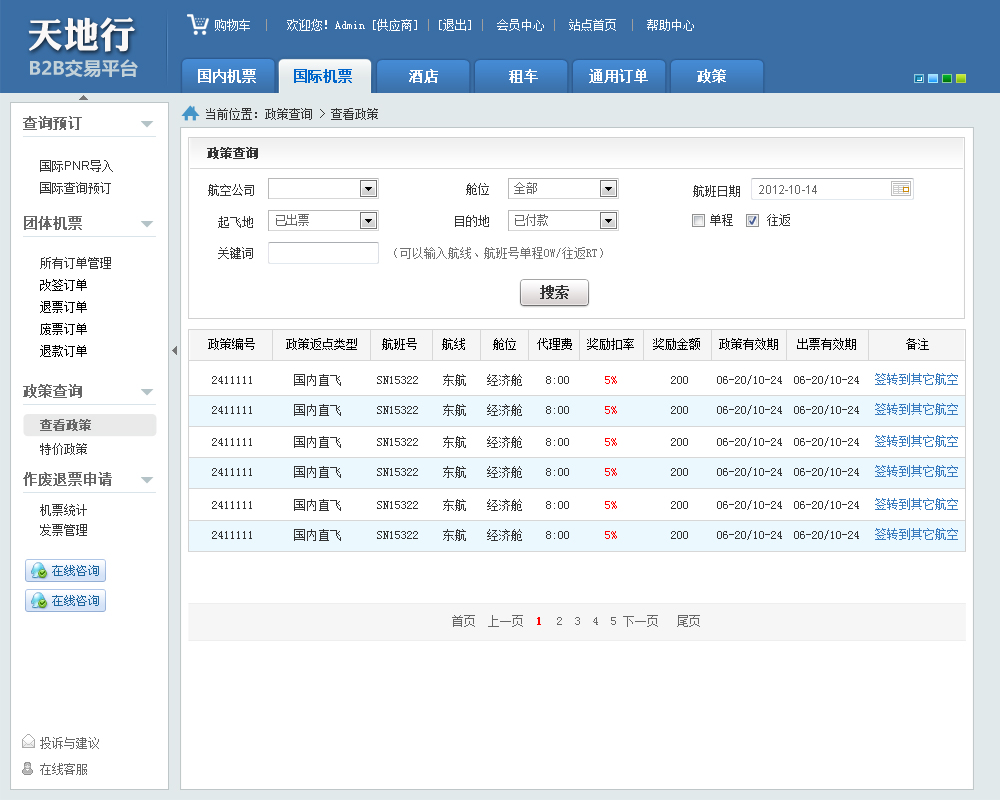 天地行
B2B交易平台
购物车 | 欢迎您! Admin [供应商] | [退出] | 会员中心 | 站点首页 | 帮助中心
国内机票 国际机票 酒店 租车 通用订单 政策
当前位置: 政策查询 > 查看政策
查询预订
国际PNR导入
国际查询预订
团体机票
所有订单管理
改签订单
退票订单
废票订单
退款订单
政策查询
查看政策
特价政策
作废退票申请
机票统计
发票管理
在线咨询
在线咨询
投诉与建议
在线客服
政策查询
航空公司 舱位 全部 航班日期 2012-10-14
起飞地 已出票 目的地 已付款 单程 往返
关键词 (可以输入航线、航班号单程OW/往返RT)
搜索
政策编号 政策返点类型 航班号 航线 舱位 代理费 奖励扣率 奖励金额 政策有效期 出票有效期 备注
2411111 国内直飞 SN15322 东航 经济舱 8:00 5% 200 06-20/10-24 06-20/10-24 签转到其它航空
2411111 国内直飞 SN15322 东航 经济舱 8:00 5% 200 06-20/10-24 06-20/10-24 签转到其它航空
2411111 国内直飞 SN15322 东航 经济舱 8:00 5% 200 06-20/10-24 06-20/10-24 签转到其它航空
2411111 国内直飞 SN15322 东航 经济舱 8:00 5% 200 06-20/10-24 06-20/10-24 签转到其它航空
2411111 国内直飞 SN15322 东航 经济舱 8:00 5% 200 06-20/10-24 06-20/10-24 签转到其它航空
2411111 国内直飞 SN15322 东航 经济舱 8:00 5% 200 06-20/10-24 06-20/10-24 签转到其它航空
首页 上一页 1 2 3 4 5 下一页 尾页